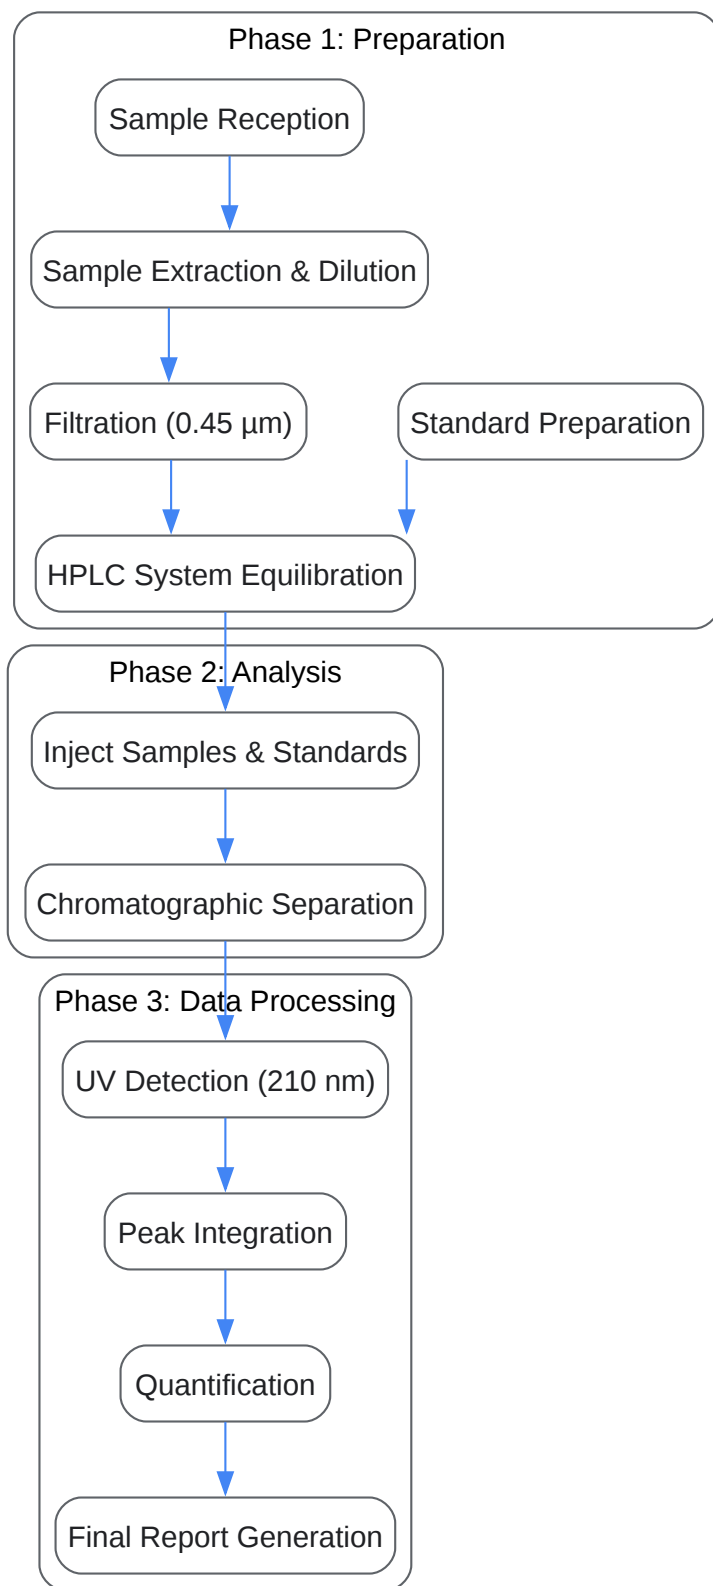 Phase 1: Preparation
Sample Reception
Sample Extraction & Dilution
Filtration (0.45 µm)
Standard Preparation
HPLC System Equilibration
Phase 2: Analysis
Inject Samples & Standards
Chromatographic Separation
Phase 3: Data Processing
UV Detection (210 nm)
Peak Integration
Quantification
Final Report Generation